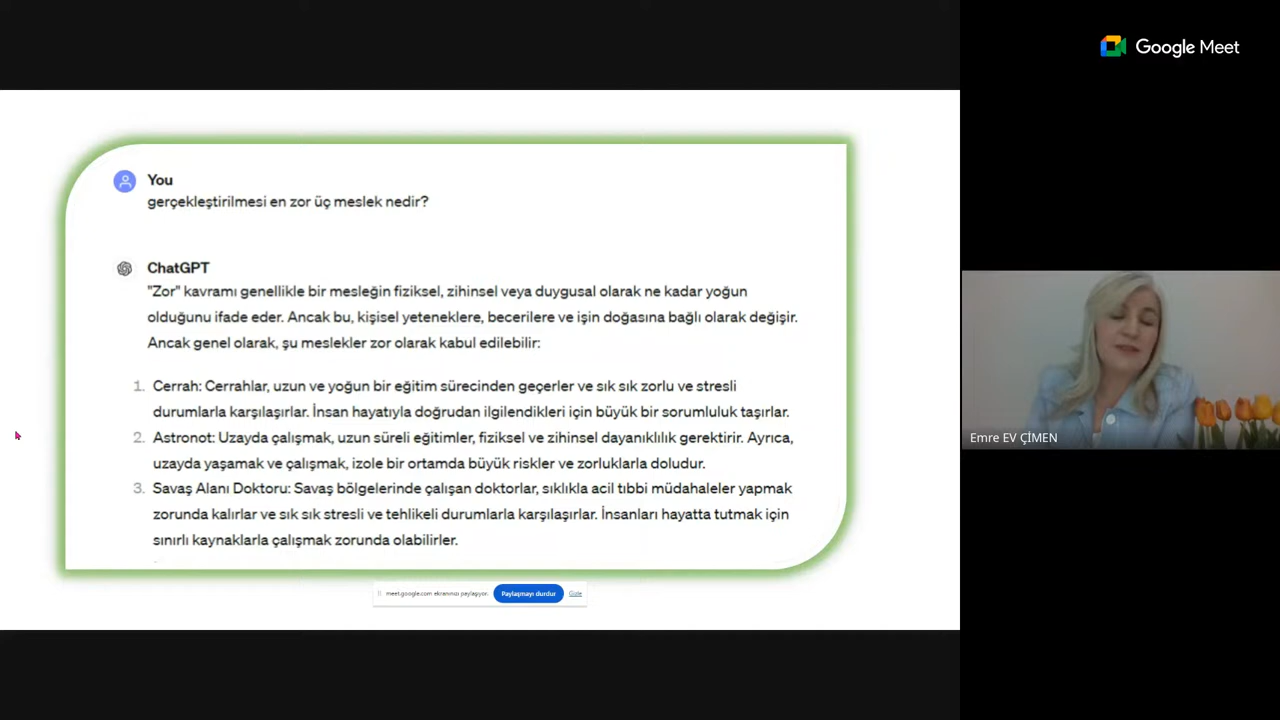 Google Meet
You
gerçekleştirilmesi en zor üç meslek nedir?
ChatGPT
"Zor" kavramı genellikle bir mesleğin fiziksel, zihinsel veya duygusal olarak ne kadar yoğun
olduğunu ifade eder. Ancak bu, kişisel yeteneklere, becerilere ve işin doğasına bağlı olarak değişir.
Ancak genel olarak, şu meslekler zor olarak kabul edilebilir:
1. Cerrah: Cerrahlar, uzun ve yoğun bir eğitim sürecinden geçerler ve sık sık zorlu ve stresli
durumlarla karşılaşırlar. İnsan hayatıyla doğrudan ilgilendikleri için büyük bir sorumluluk taşırlar.
2. Astronot: Uzayda çalışmak, uzun süreli eğitimler, fiziksel ve zihinsel dayanıklılık gerektirir. Ayrıca,
uzayda yaşamak ve çalışmak, izole bir ortamda büyük riskler ve zorluklarla doludur.
3. Savaş Alanı Doktoru: Savaş bölgelerinde çalışan doktorlar, sıklıkla acil tıbbi müdahaleler yapmak
zorunda kalırlar ve sık sık stresli ve tehlikeli durumlarla karşılaşırlar. İnsanları hayatta tutmak için
sınırlı kaynaklarla çalışmak zorunda olabilirler.
meet.google.com ekranınızı paylaşıyor. Paylaşmayı durdur Gizle
Emre EV ÇİMEN